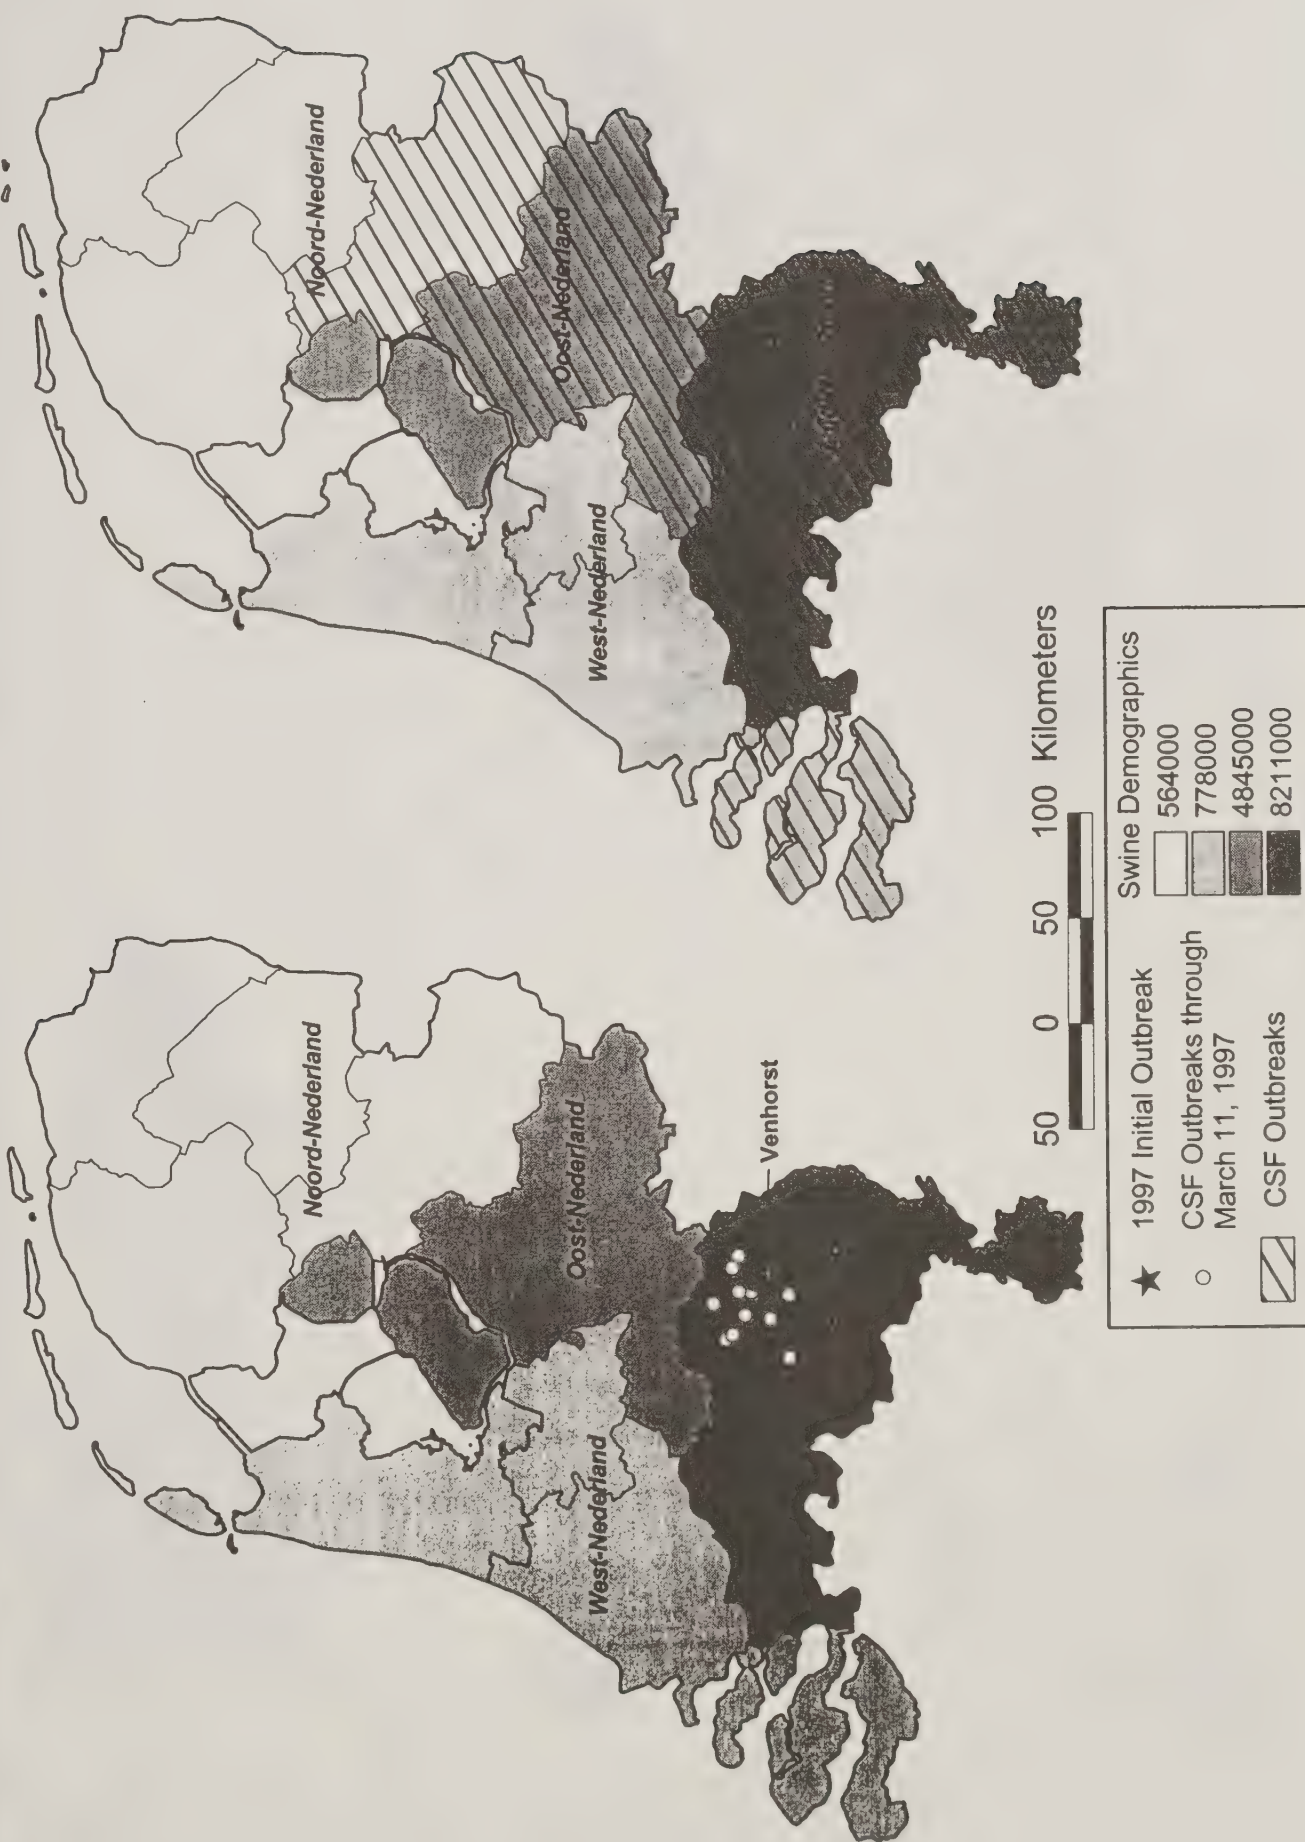 Noord-Nederland
Oost-Nederland
West-Nederland
Noord-Nederland
Oost-Nederland
West-Nederland
Venhorst
50 0 50 100 Kilometers
1997 Initial Outbreak
CSF Outbreaks through
March 11, 1997
CSF Outbreaks
Swine Demographics
564000
778000
4845000
8211000